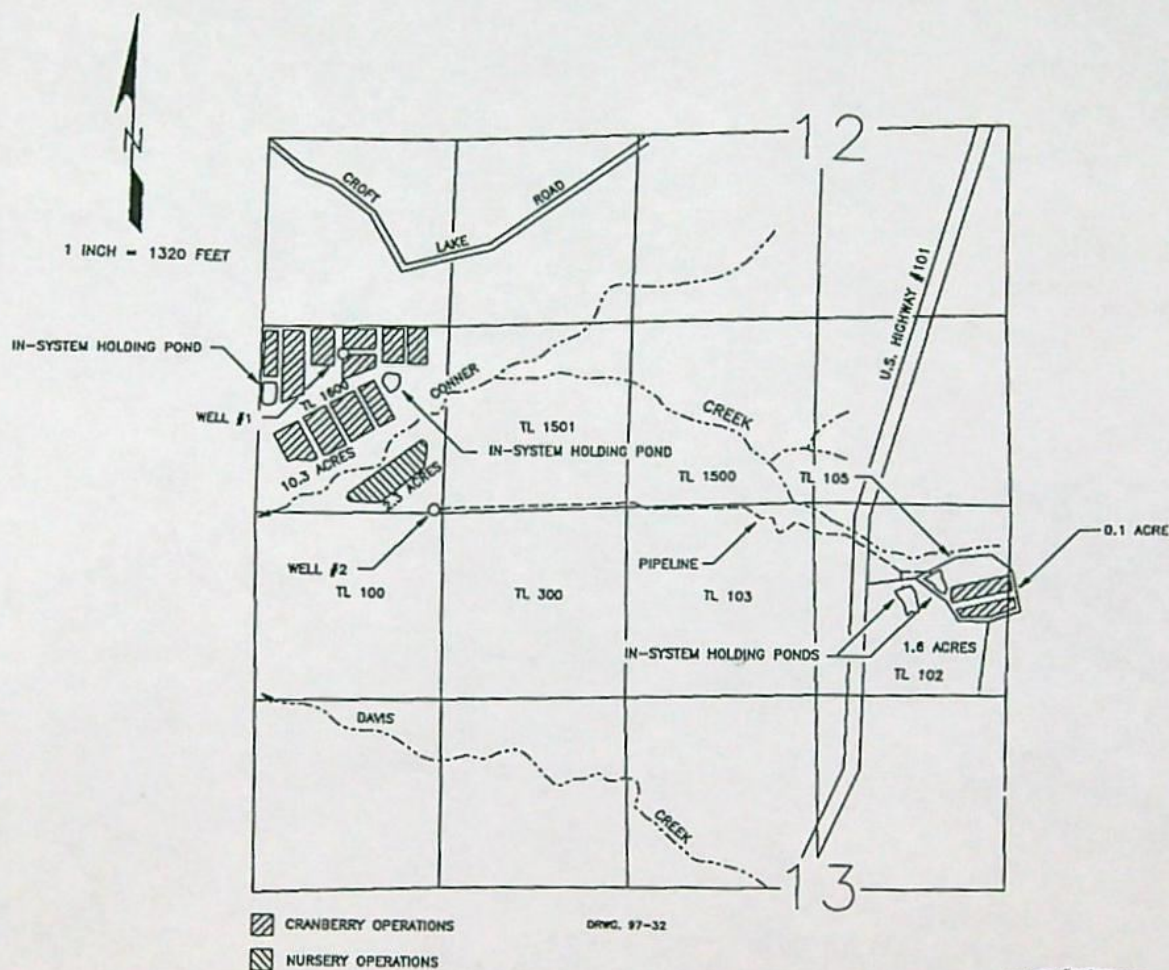 12
N
CROFT
LAKE
ROAD
1 INCH = 1320 FEET
U.S. HIGHWAY #101
IN-SYSTEM HOLDING POND
WELL #1
TL 1600
CONNER
CREEK
TL 1501
IN-SYSTEM HOLDING POND
10.3 ACRES
TL 1500
TL 105
0.1 ACRE
WELL #2
PIPELINE
TL 100
TL 300
TL 103
IN-SYSTEM HOLDING PONDS
1.6 ACRES
TL 102
DAVIS
CREEK
13
CRANBERRY OPERATIONS
DRWG. 97-32
NURSERY OPERATIONS